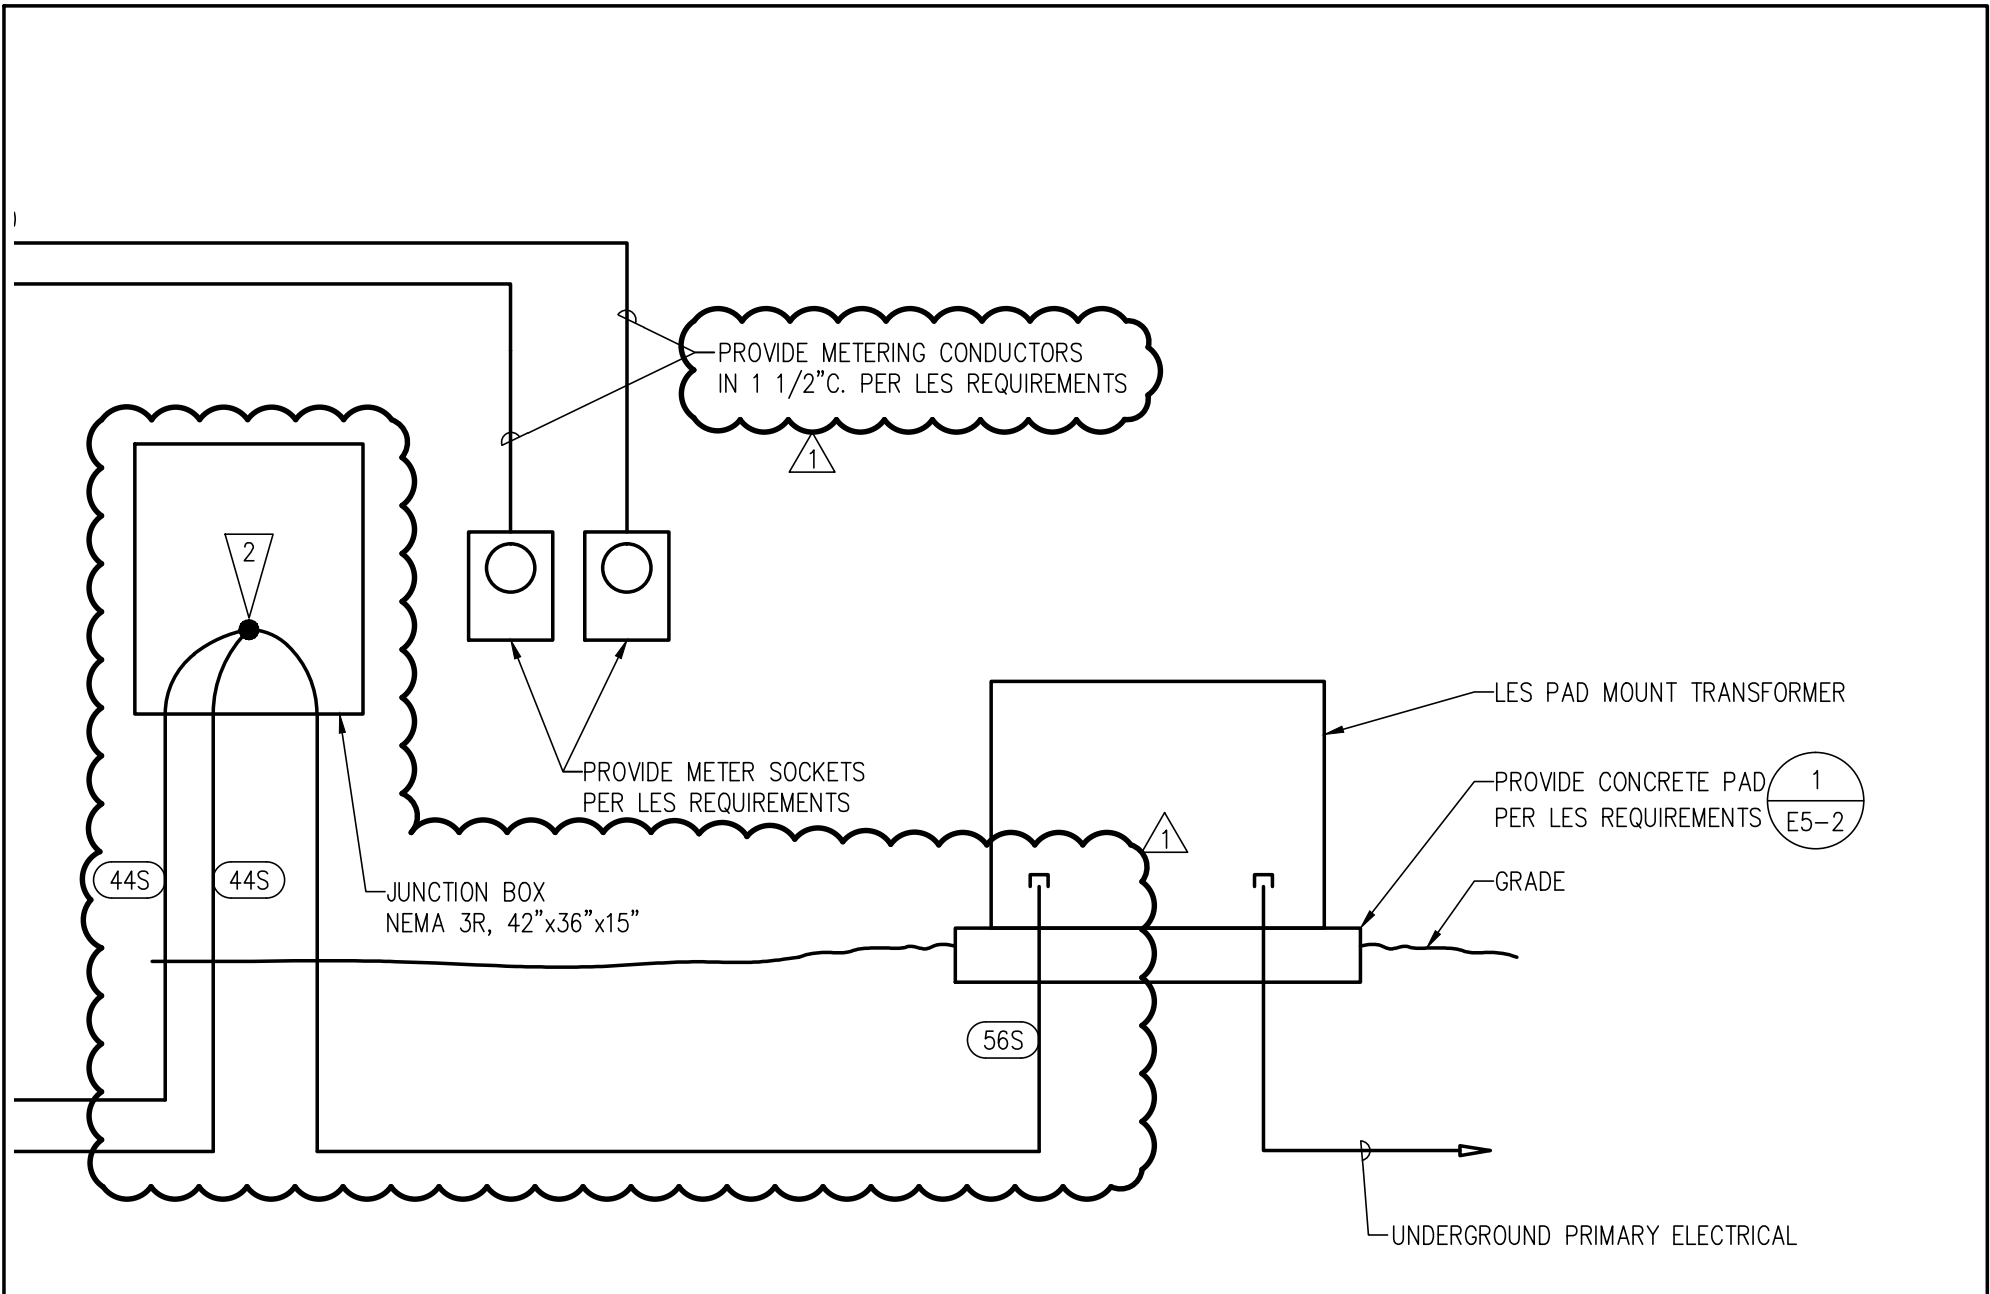 PROVIDE METERING CONDUCTORS
IN 1 1/2"C. PER LES REQUIREMENTS
1
2
LES PAD MOUNT TRANSFORMER
PROVIDE METER SOCKETS
PER LES REQUIREMENTS
PROVIDE CONCRETE PAD
PER LES REQUIREMENTS
1
E5-2
1
44S
44S
JUNCTION BOX
NEMA 3R, 42"x36"x15"
GRADE
56S
UNDERGROUND PRIMARY ELECTRICAL